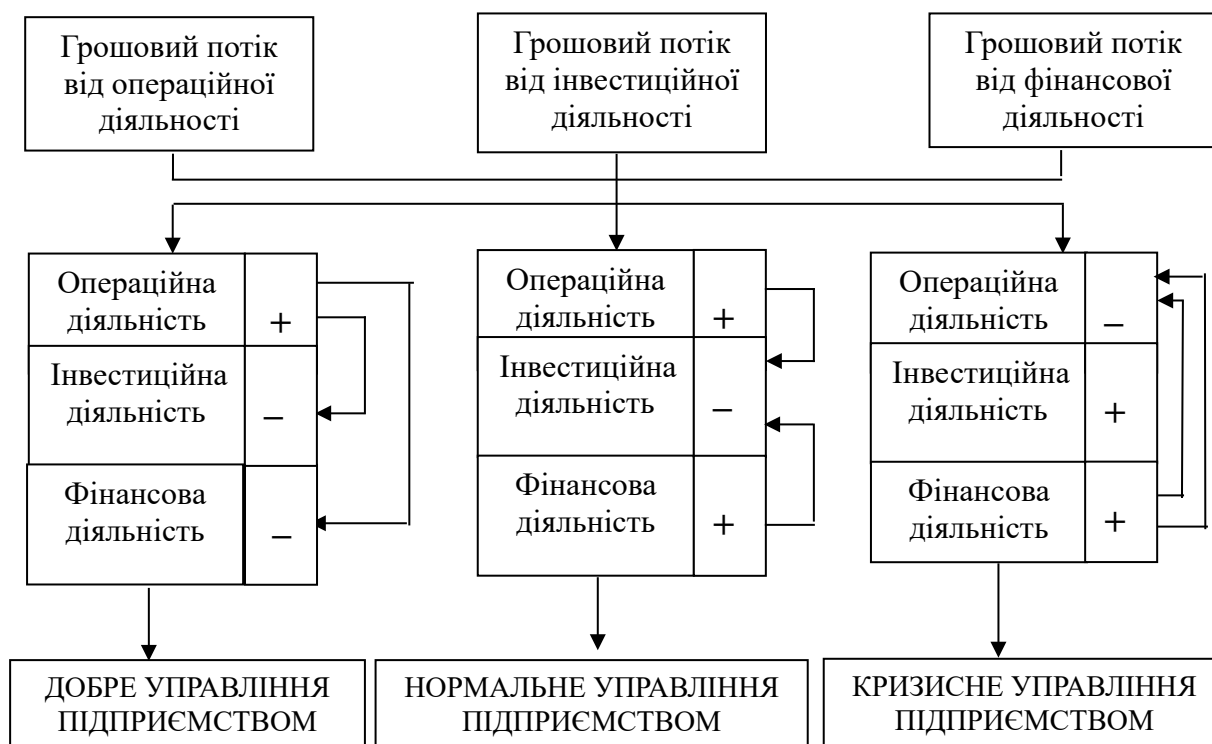 Грошовий потік
від операційної
діяльності
Грошовий потік
від інвестиційної
діяльності
Грошовий потік
від фінансової
діяльності
Операційна
діяльність
+
Інвестиційна
діяльність
–
Фінансова
діяльність
–
Операційна
діяльність
+
Інвестиційна
діяльність
–
Фінансова
діяльність
+
Операційна
діяльність
–
Інвестиційна
діяльність
+
Фінансова
діяльність
+
ДОБРЕ УПРАВЛІННЯ
ПІДПРИЄМСТВОМ
НОРМАЛЬНЕ УПРАВЛІННЯ
ПІДПРИЄМСТВОМ
КРИЗИСНЕ УПРАВЛІННЯ
ПІДПРИЄМСТВОМ